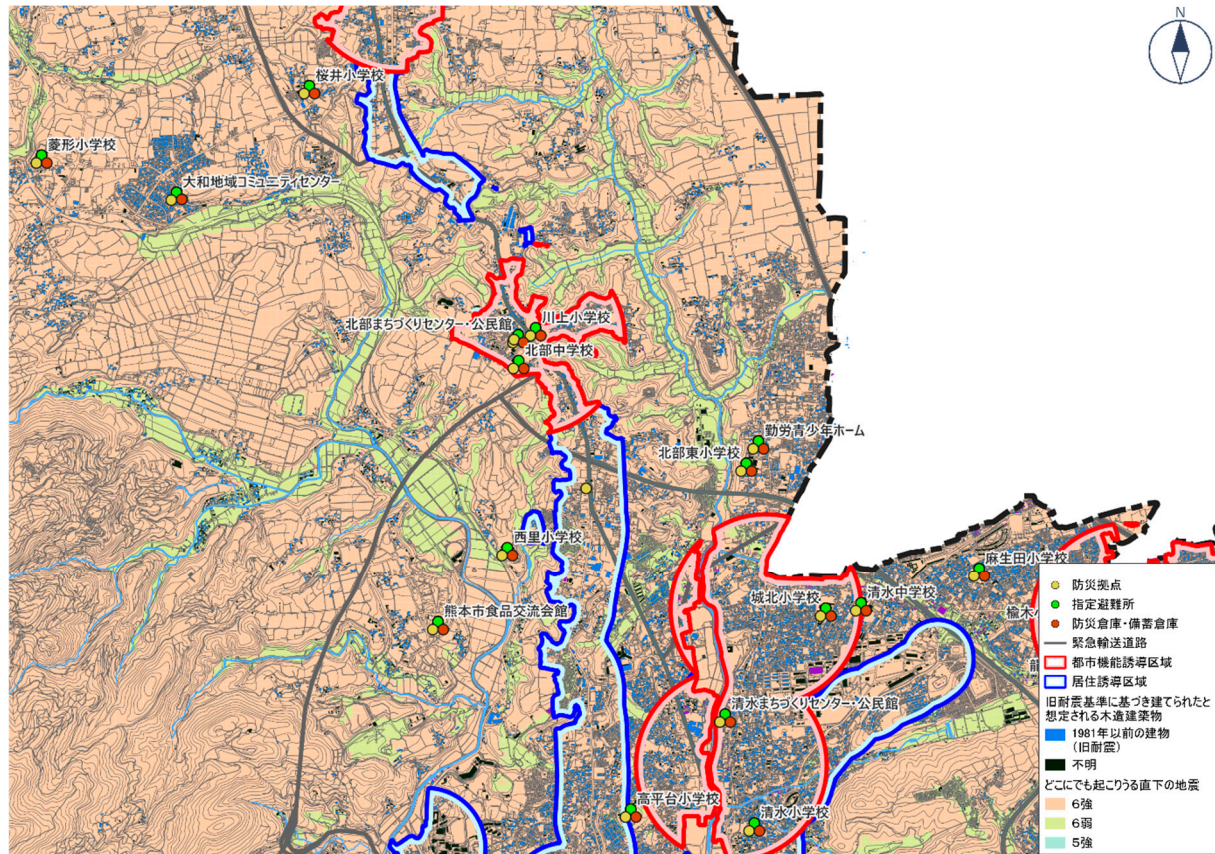 N
桜井小学校
菱形小学校
大和地域コミュニティセンター
川上小学校
北部まちづくりセンター・公民館
北部中学校
勤労青少年ホーム
北部東小学校
西里小学校
麻生田小学校
城北小学校
清水中学校
楡木小
熊本市食品交流会館
龍
清水まちづくりセンター・公民館
高平台小学校
清水小学校
防災拠点
指定避難所
防災倉庫・備蓄倉庫
緊急輸送道路
都市機能誘導区域
居住誘導区域
旧耐震基準に基づき建てられたと
想定される木造建築物
1981年以前の建物
(旧耐震)
不明
どこにでも起こりうる直下の地震
6強
6弱
5強